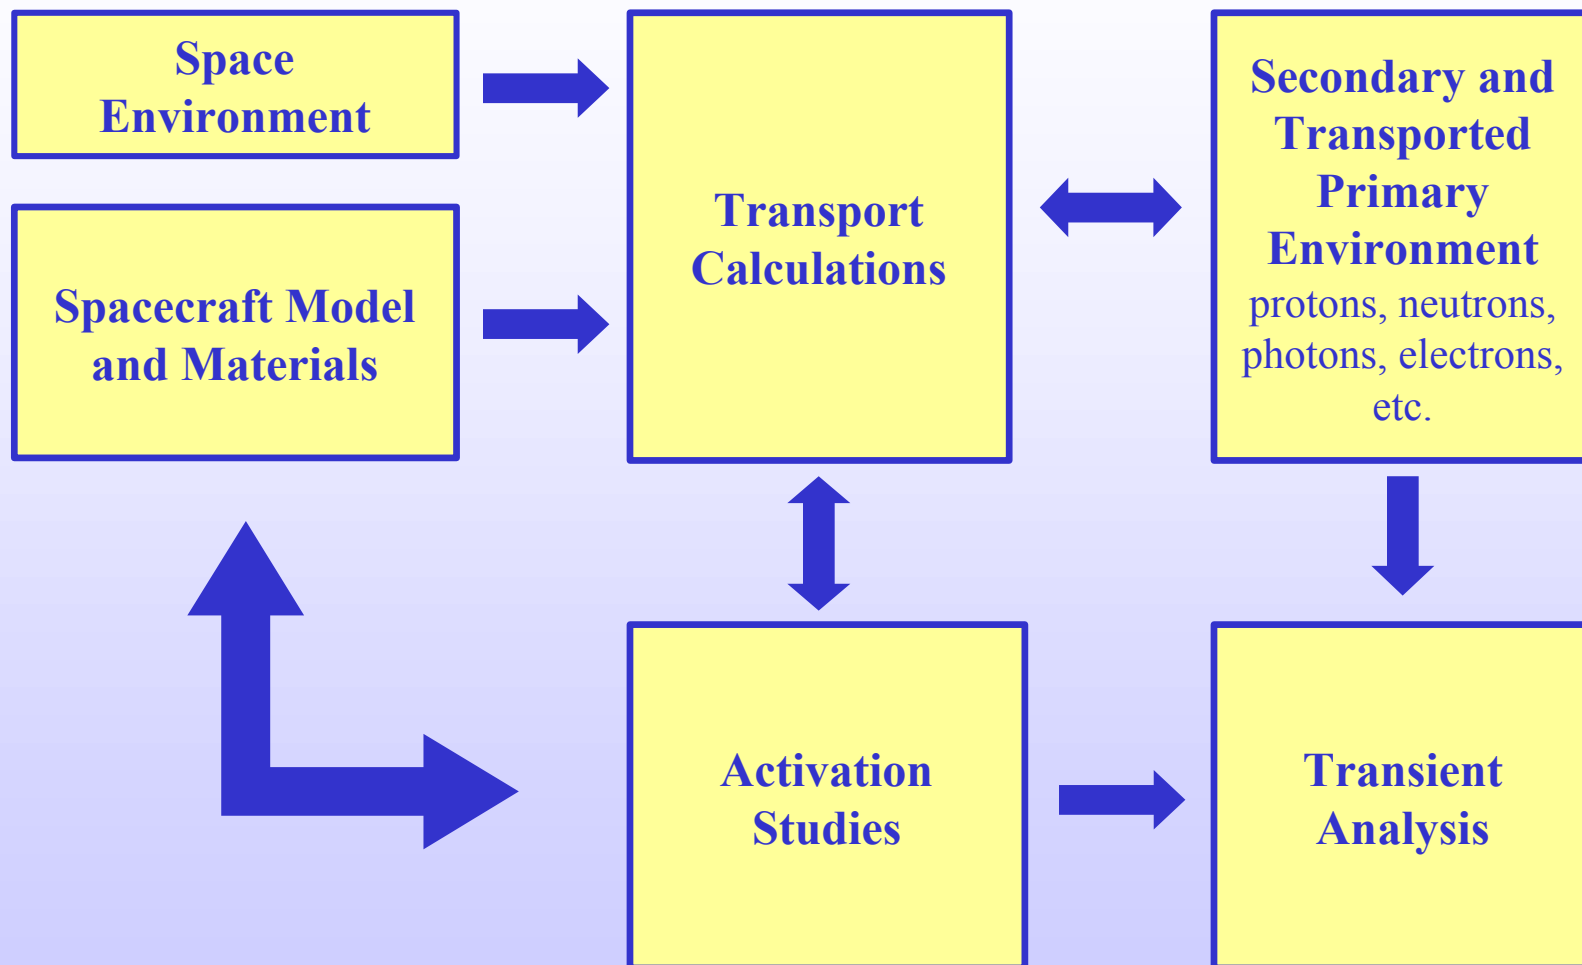 Space
Environment
Spacecraft Model
and Materials
Transport
Calculations
Secondary and
Transported
Primary
Environment
protons, neutrons,
photons, electrons,
etc.
Activation
Studies
Transient
Analysis